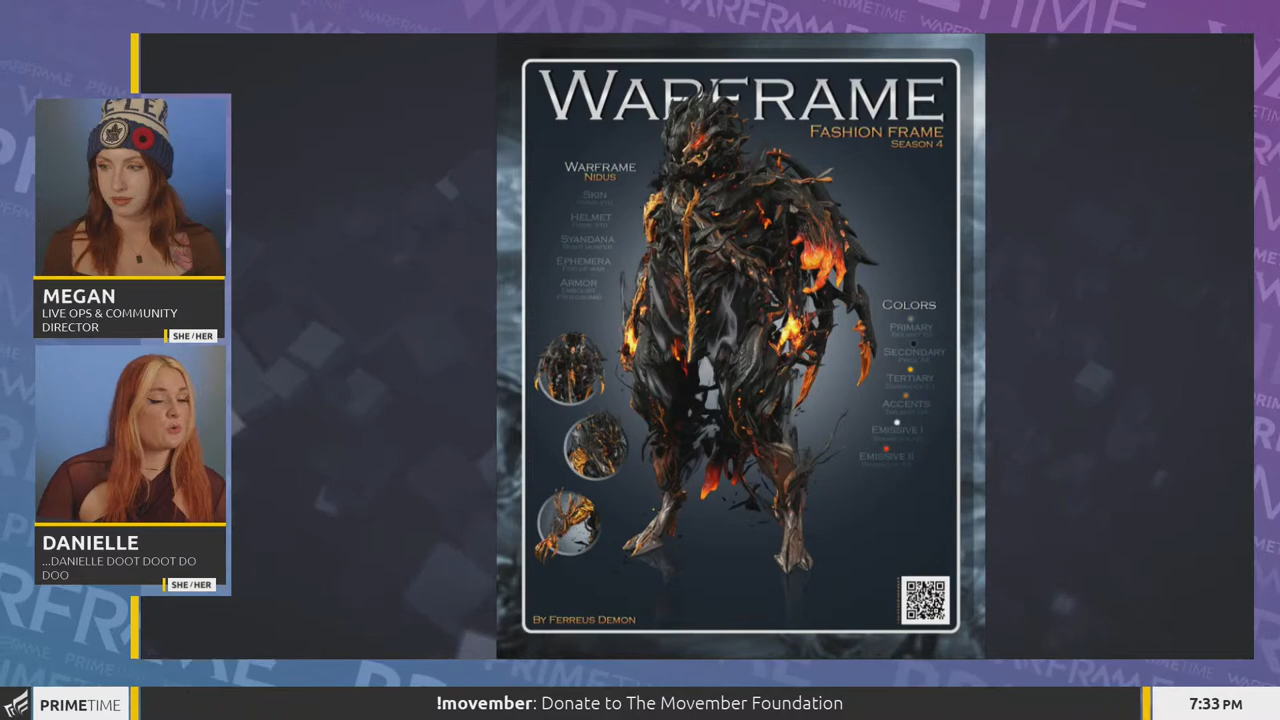 MEGAN
LIVE OPS & COMMUNITY
DIRECTOR
SHE/HER
DANIELLE
...DANIELLE DOOT DOOT DO
DOO
SHE/HER
WARFRAME
FASHION FRAME
SEASON 4
WARFRAME
NIDUS
SKIN
HELMET
SYANDANA
EPHEMERA
ARMOR
COLORS
PRIMARY
SECONDARY
TERTIARY
ACCENTS
EMISSIVE I
EMISSIVE II
BY FERREUS DEMON
PRIMETIME
!movember: Donate to The Movember Foundation
7:33 PM